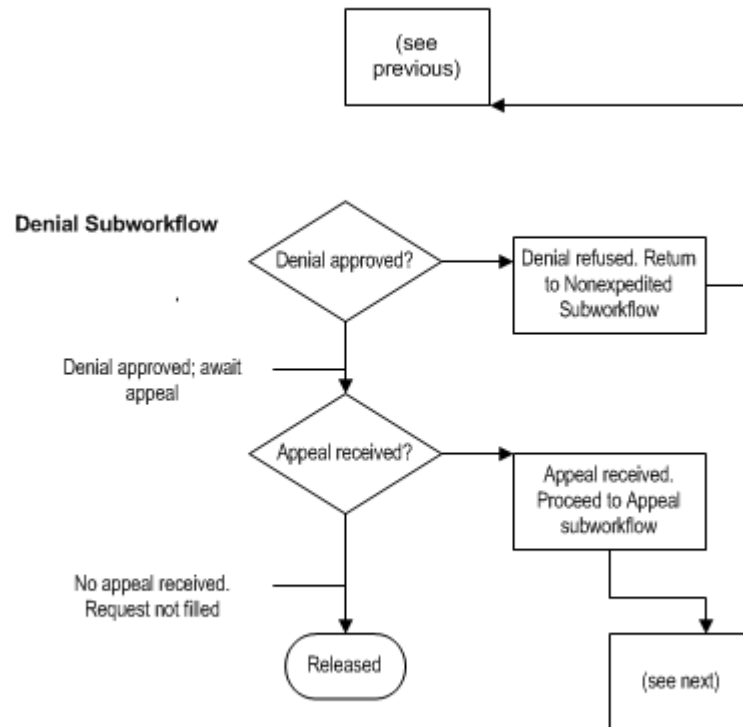 (see
previous)
Denial Subworkflow
Denial approved?
Denial refused. Return
to Nonexpedited
Subworkflow
Denial approved; await
appeal
Appeal received?
Appeal received.
Proceed to Appeal
subworkflow
No appeal received.
Request not filled
Released
(see next)